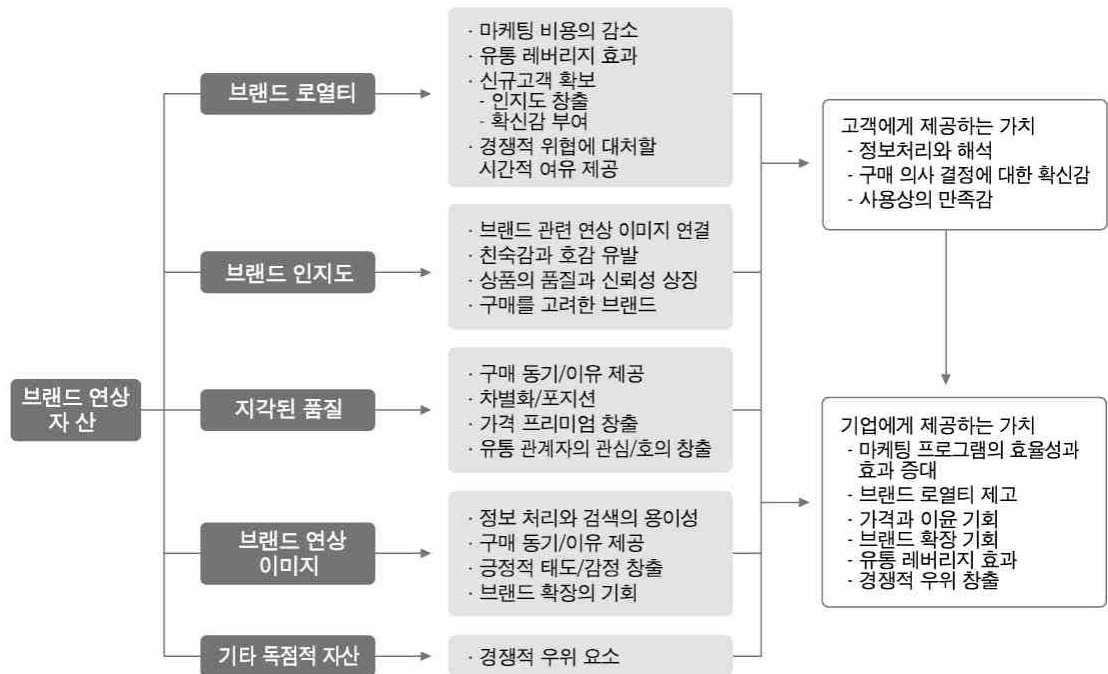 브랜드 연상
자 산
브랜드 로열티
· 마케팅 비용의 감소
· 유통 레버리지 효과
· 신규고객 확보
- 인지도 창출
- 확신감 부여
· 경쟁적 위협에 대처할
시간적 여유 제공
브랜드 인지도
· 브랜드 관련 연상 이미지 연결
· 친숙감과 호감 유발
· 상품의 품질과 신뢰성 상징
· 구매를 고려한 브랜드
지각된 품질
· 구매 동기/이유 제공
· 차별화/포지션
· 가격 프리미엄 창출
· 유통 관계자의 관심/호의 창출
브랜드 연상
이미지
· 정보 처리와 검색의 용이성
· 구매 동기/이유 제공
· 긍정적 태도/감정 창출
· 브랜드 확장의 기회
기타 독점적 자산
· 경쟁적 우위 요소
고객에게 제공하는 가치
- 정보처리와 해석
- 구매 의사 결정에 대한 확신감
- 사용상의 만족감
기업에게 제공하는 가치
- 마케팅 프로그램의 효율성과
효과 증대
- 브랜드 로열티 제고
- 가격과 이윤 기회
- 브랜드 확장 기회
- 유통 레버리지 효과
- 경쟁적 우위 창출